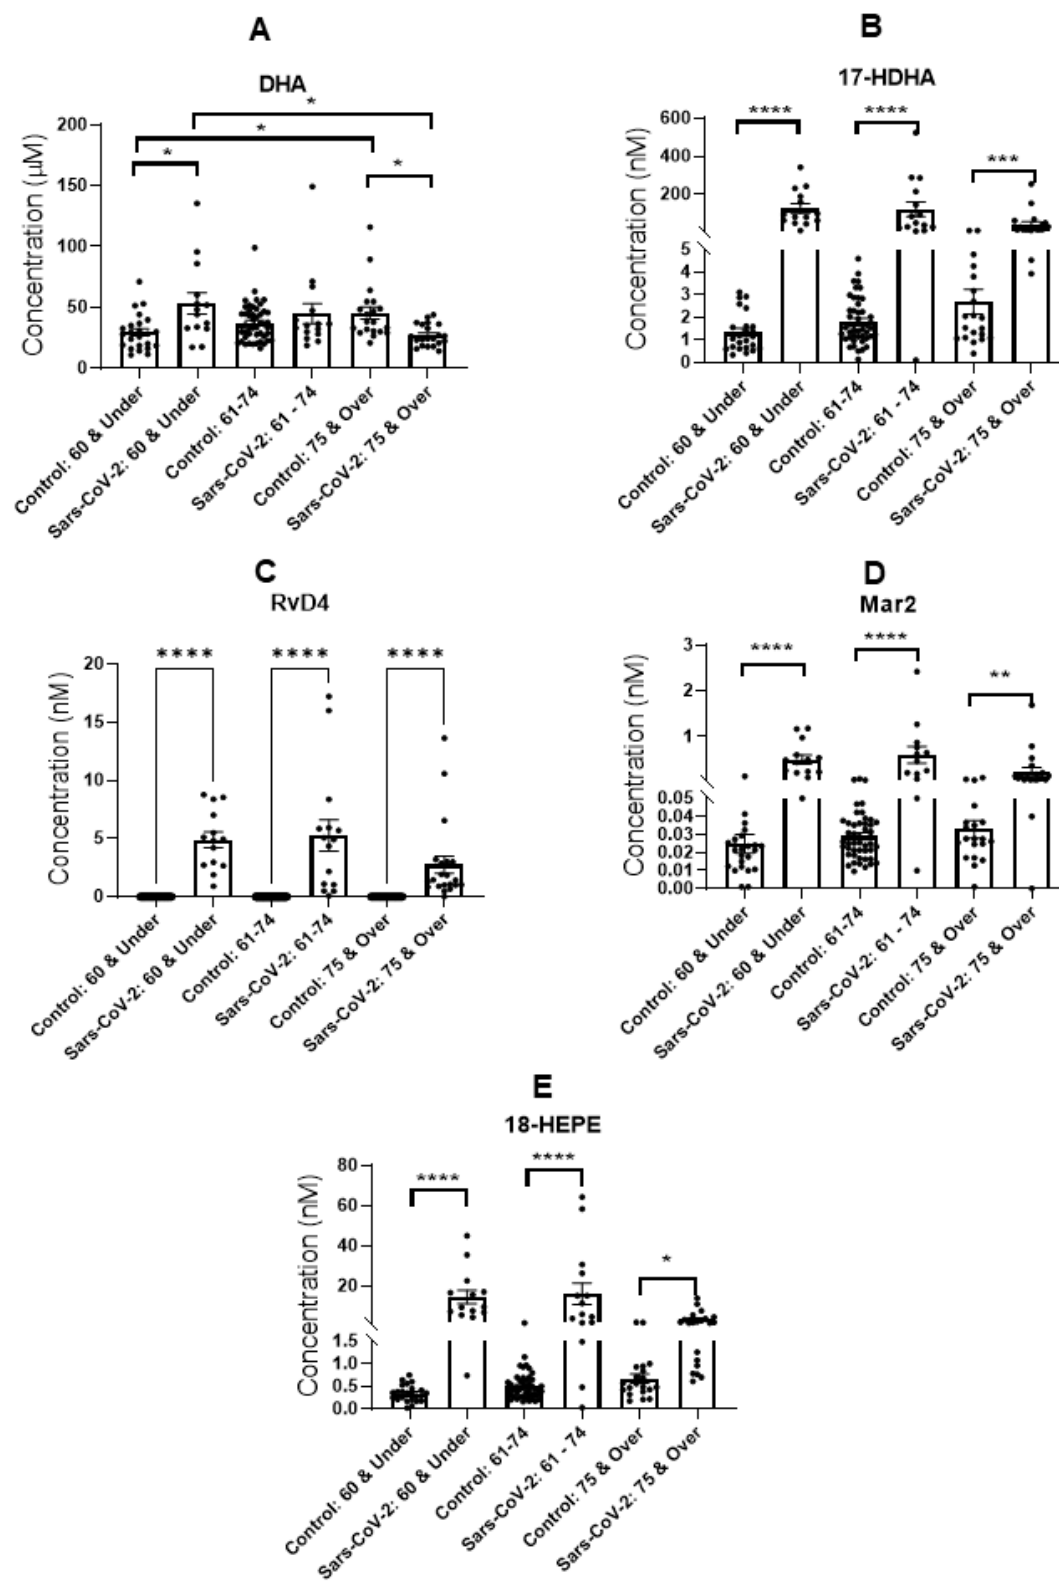 A
DHA
*
*
*
*
Concentration (µM)
200
150
100
50
0
Control: 60 & Under
Sars-CoV-2: 60 & Under
Control: 61-74
Sars-CoV-2: 61 - 74
Control: 75 & Over
Sars-CoV-2: 75 & Over
B
17-HDHA
****
****
***
Concentration (nM)
600
400
200
5
4
3
2
1
0
Control: 60 & Under
Sars-CoV-2: 60 & Under
Control: 61-74
Sars-CoV-2: 61 - 74
Control: 75 & Over
Sars-CoV-2: 75 & Over
C
RvD4
****
****
****
Concentration (nM)
20
15
10
5
0
Control: 60 & Under
Sars-CoV-2: 60 & Under
Control: 61-74
Sars-CoV-2: 61-74
Control: 75 & Over
Sars-CoV-2: 75 & Over
D
Mar2
****
****
**
Concentration (nM)
3
2
1
0.05
0.04
0.03
0.02
0.01
0.00
Control: 60 & Under
Sars-CoV-2: 60 & Under
Control: 61-74
Sars-CoV-2: 61 - 74
Control: 75 & Over
Sars-CoV-2: 75 & Over
E
18-HEPE
****
****
*
Concentration (nM)
80
60
40
20
1.5
1.0
0.5
0.0
Control: 60 & Under
Sars-CoV-2: 60 & Under
Control: 61-74
Sars-CoV-2: 61 - 74
Control: 75 & Over
Sars-CoV-2: 75 & Over